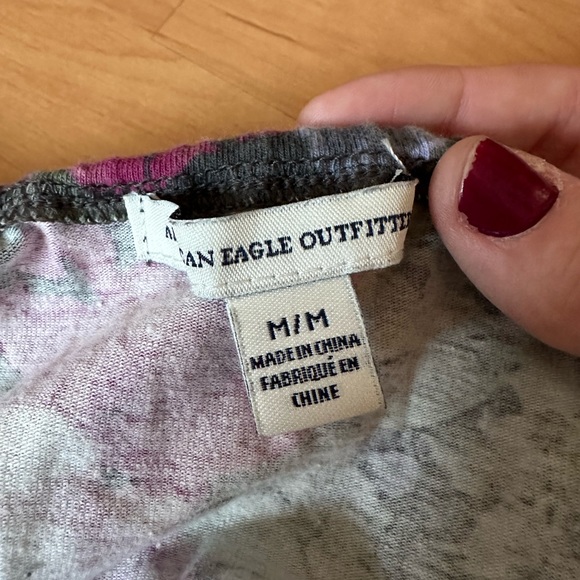 AN EAGLE OUTFITTE
M/M
MADE IN CHINA
FABRIQUÉ EN
CHINE